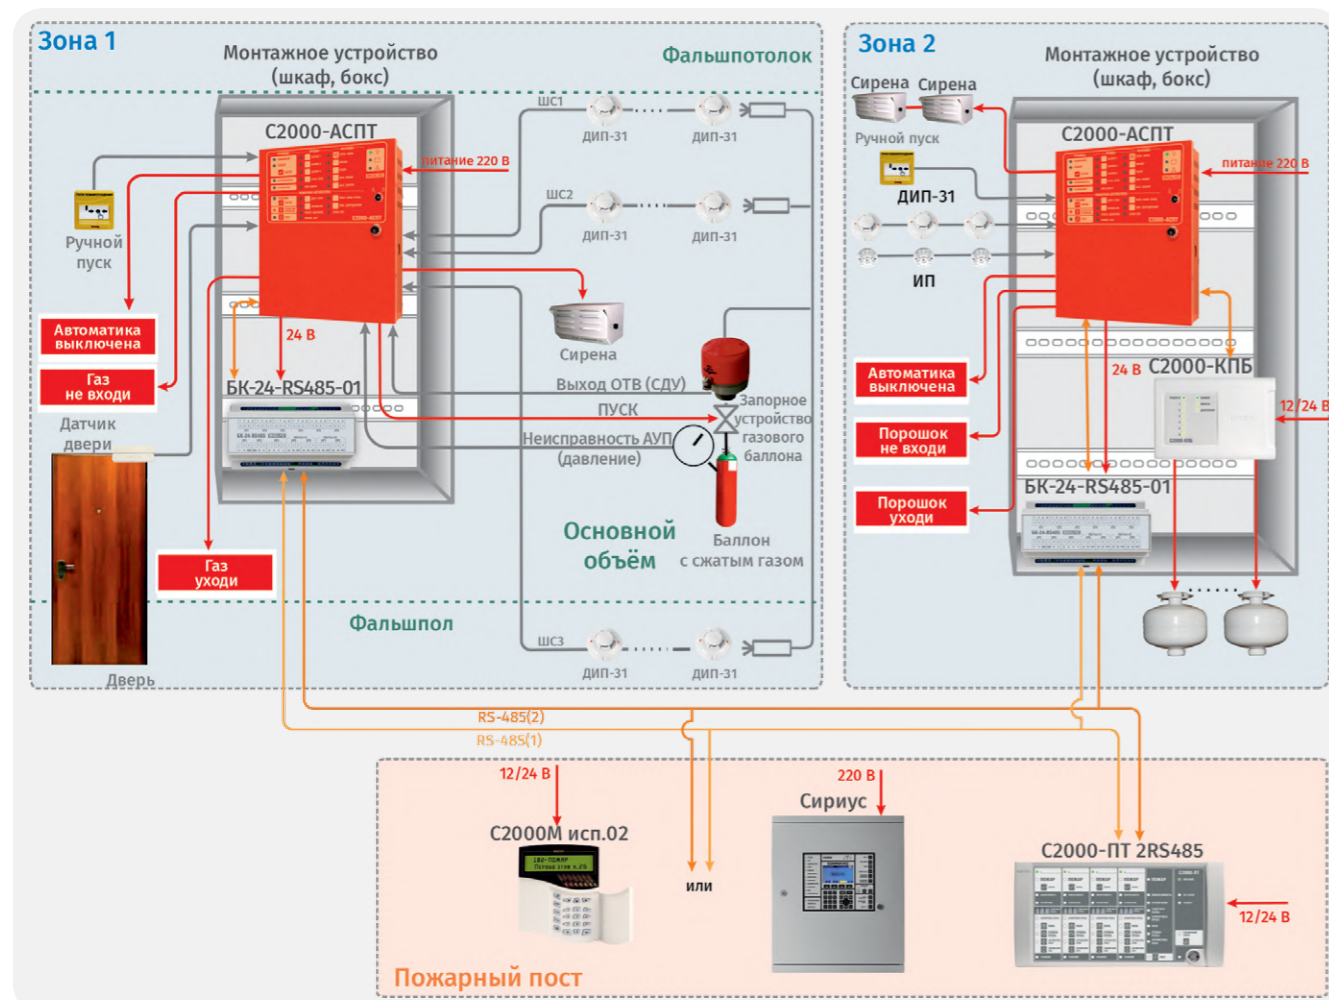 Зона 1
Монтажное устройство
(шкаф, бокс)
Фальшпотолок
С2000-АСПТ
питание 220 В
Ручной
пуск
ШС1
ДИП-31
ДИП-31
ШС2
ДИП-31
ДИП-31
Автоматика
выключена
24 В
Сирена
Газ
не входи
БК-24-RS485-01
Выход ОТВ (СДУ)
ПУСК
Неисправность АУП
(давление)
Запорное
устройство
газового
баллона
Датчик
двери
Основной
объём
Баллон
с сжатым газом
Газ
уходи
Фальшпол
ШС3
ДИП-31
ДИП-31
Дверь
Зона 2
Монтажное устройство
(шкаф, бокс)
Сирена
Сирена
Ручной пуск
С2000-АСПТ
питание 220 В
ДИП-31
ИП
Автоматика
выключена
24 В
С2000-КПБ
12/24 В
Порошок
не входи
БК-24-RS485-01
Порошок
уходи
RS-485(2)
RS-485(1)
12/24 В
220 В
Сириус
С2000М исп.02
С2000-ПТ 2RS485
или
12/24 В
Пожарный пост